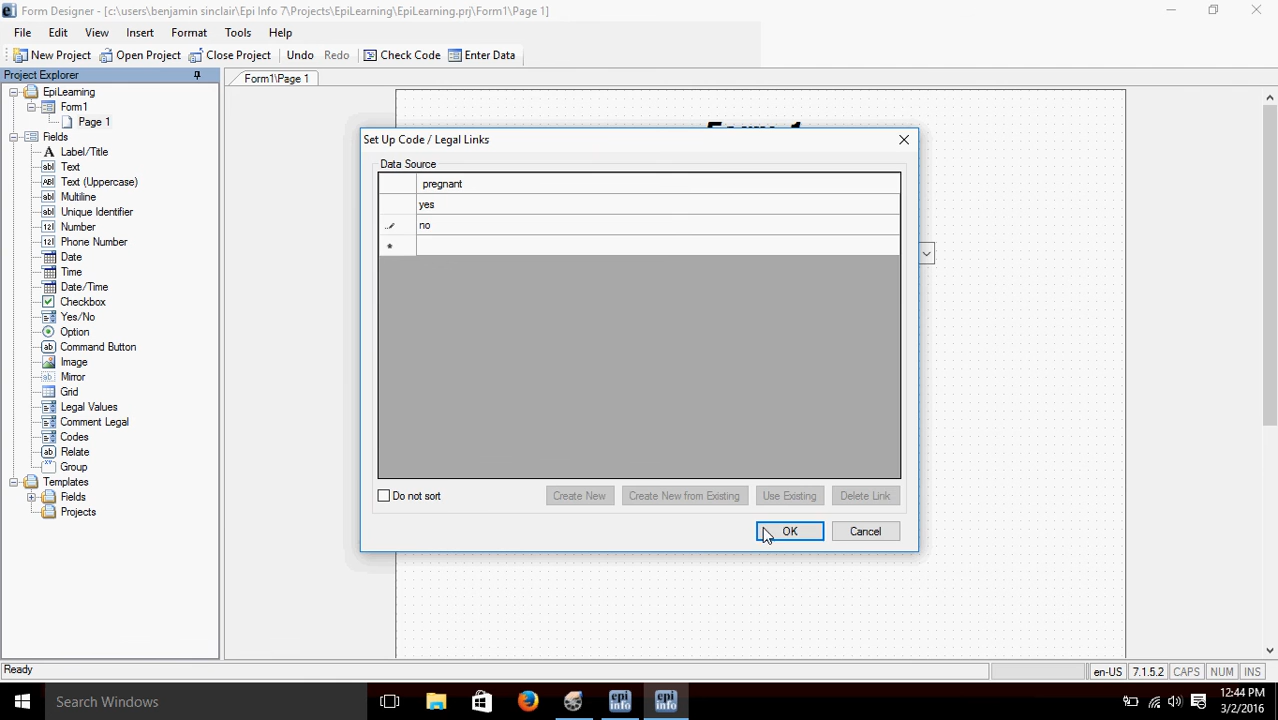 Form Designer - [c:\users\benjamin sinclair\Epi Info 7\Projects\EpiLearning\EpiLearning.prj\Form1\Page 1]
File Edit View Insert Format Tools Help
New Project Open Project Close Project Undo Redo Check Code Enter Data
Project Explorer
Form1\Page 1
EpiLearning
Form1
Page 1
Fields
Label/Title
Text
Text (Uppercase)
Multiline
Unique Identifier
Number
Phone Number
Date
Time
Date/Time
Checkbox
Yes/No
Option
Command Button
Image
Mirror
Grid
Legal Values
Comment Legal
Codes
Relate
Group
Templates
Fields
Projects
Form 1
Set Up Code / Legal Links
Data Source
pregnant
yes
no
Do not sort
Create New
Create New from Existing
Use Existing
Delete Link
OK
Cancel
Ready
en-US 7.1.5.2 CAPS NUM INS
Search Windows
epi info
epi info
12:44 PM
3/2/2016